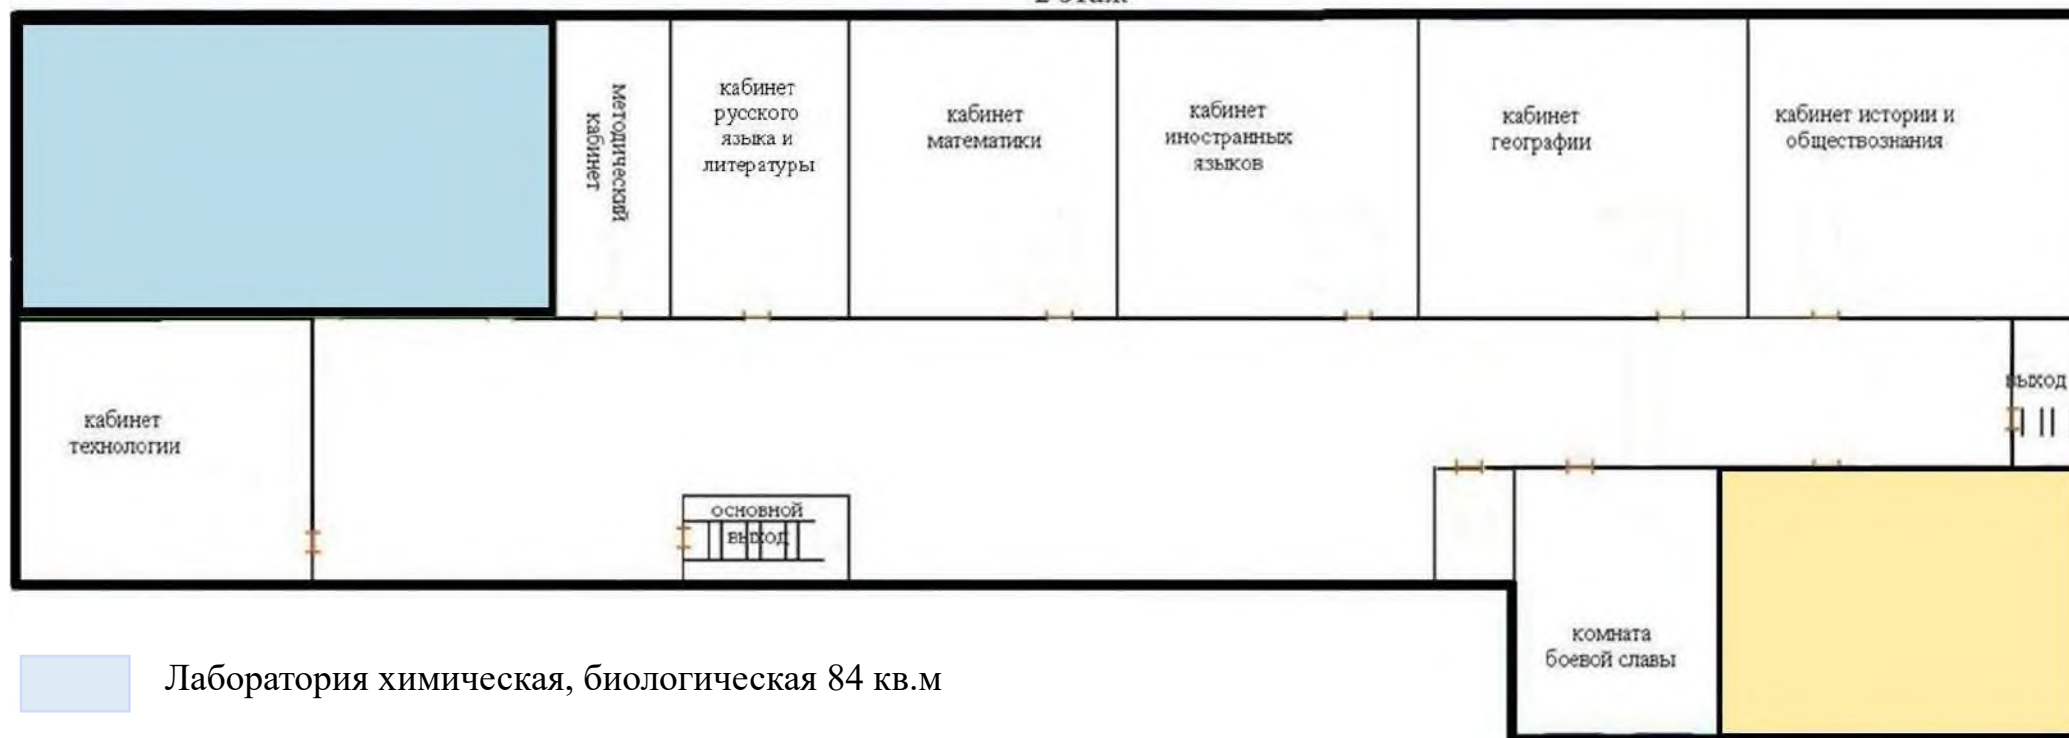 методический
кабинет
кабинет
русского
языка и
литературы
кабинет
математики
кабинет
иностранных
языков
кабинет
географии
кабинет истории и
обществознания
выход
кабинет
технологии
основной
выход
комната
боевой славы
Лаборатория химическая, биологическая 84 кв.м